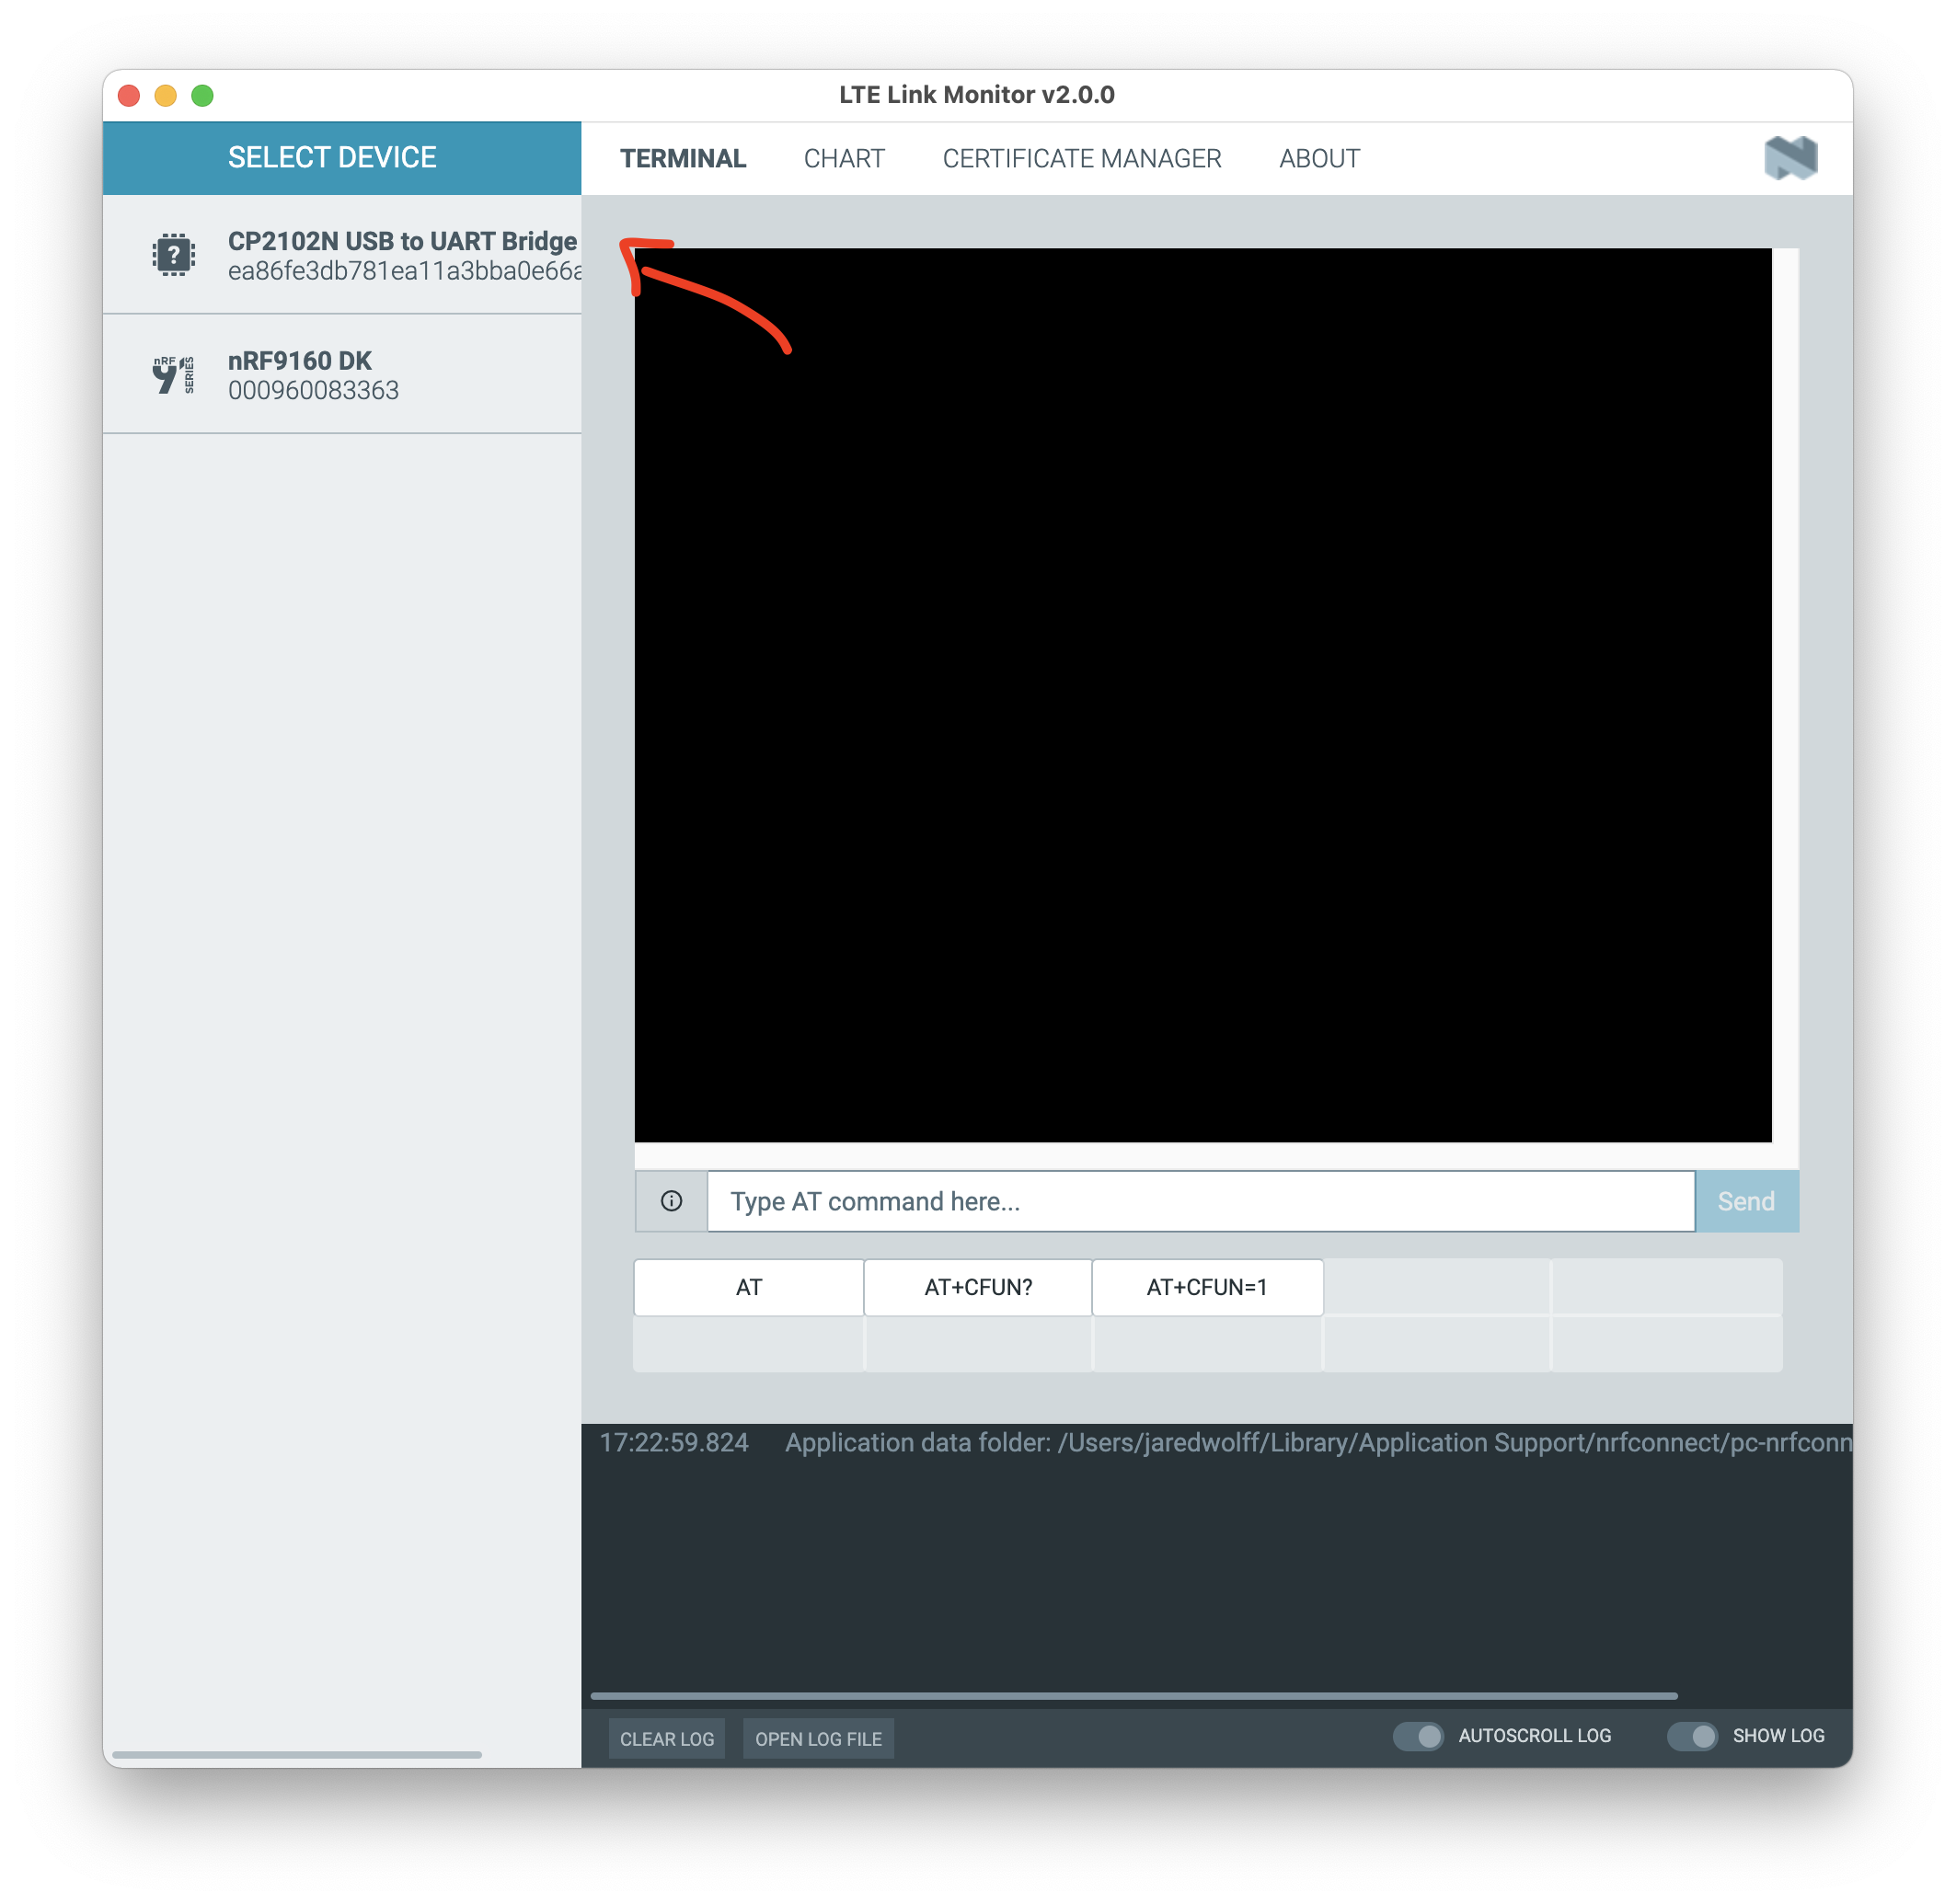 LTE Link Monitor v2.0.0
SELECT DEVICE
TERMINAL CHART CERTIFICATE MANAGER ABOUT
CP2102N USB to UART Bridge
ea86fe3db781ea11a3bba0e66a
nRF9160 DK
000960083363
nRF
91
SERIES
?
Type AT command here...
Send
AT AT+CFUN? AT+CFUN=1
17:22:59.824 Application data folder: /Users/jaredwolff/Library/Application Support/nrfconnect/pc-nrfconn
CLEAR LOG OPEN LOG FILE AUTOSCROLL LOG SHOW LOG